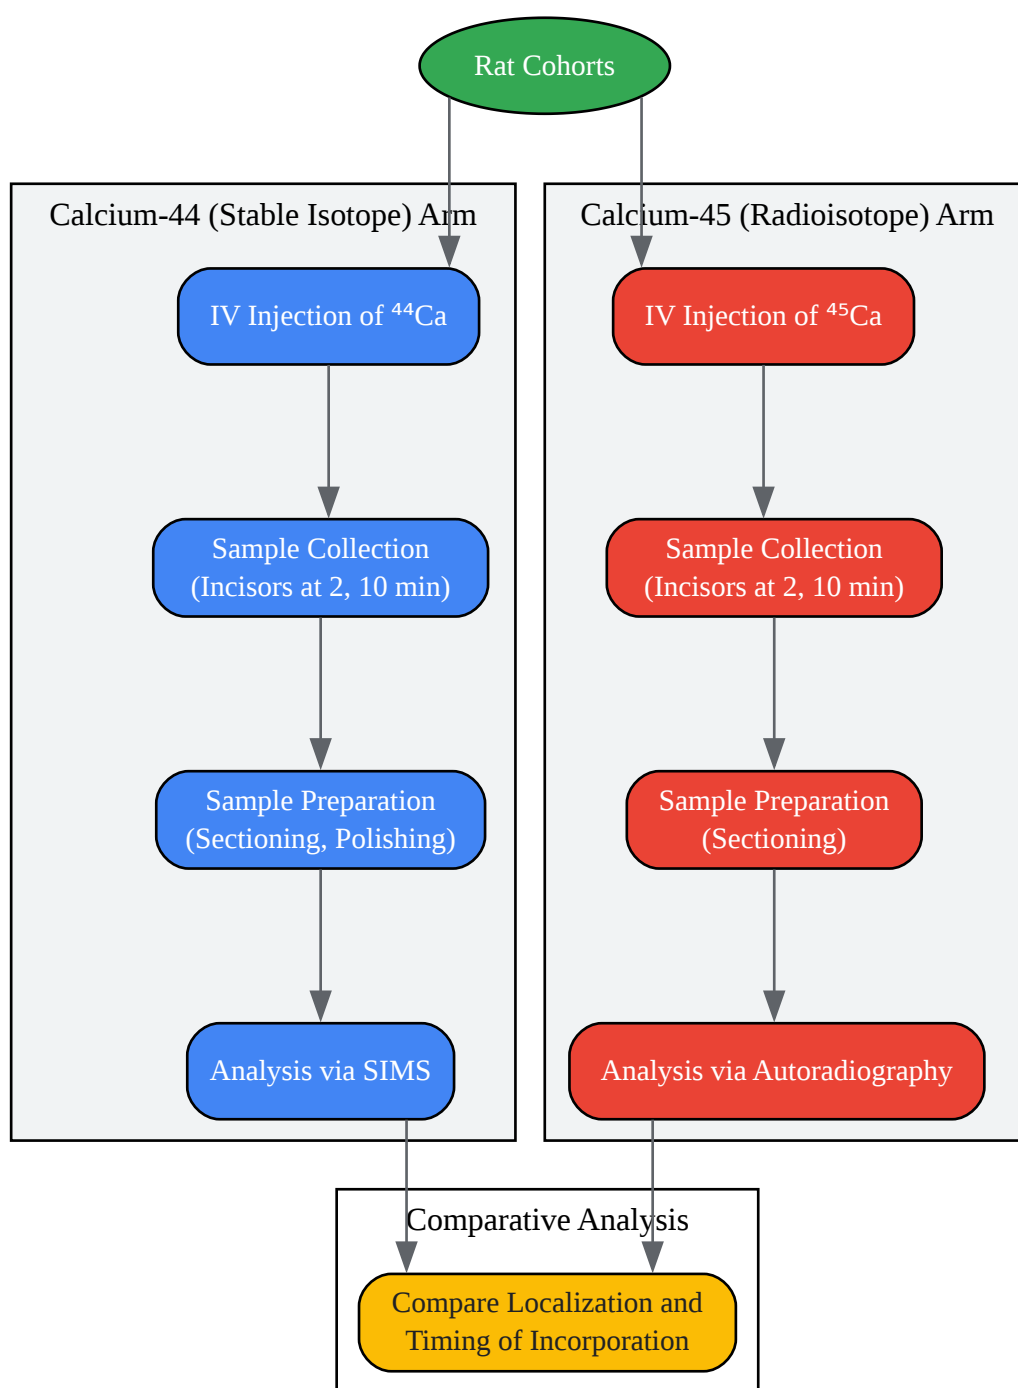 Rat Cohorts
Calcium-44 (Stable Isotope) Arm
IV Injection of ⁴⁴Ca
Sample Collection
(Incisors at 2, 10 min)
Sample Preparation
(Sectioning, Polishing)
Analysis via SIMS
Calcium-45 (Radioisotope) Arm
IV Injection of ⁴⁵Ca
Sample Collection
(Incisors at 2, 10 min)
Sample Preparation
(Sectioning)
Analysis via Autoradiography
Comparative Analysis
Compare Localization and
Timing of Incorporation